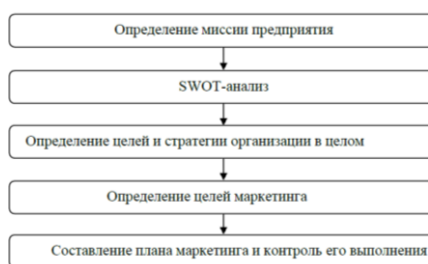 Определение миссии предприятия
SWOT-анализ
Определение целей и стратегии организации в целом
Определение целей маркетинга
Составление плана маркетинга и контроль его выполнения